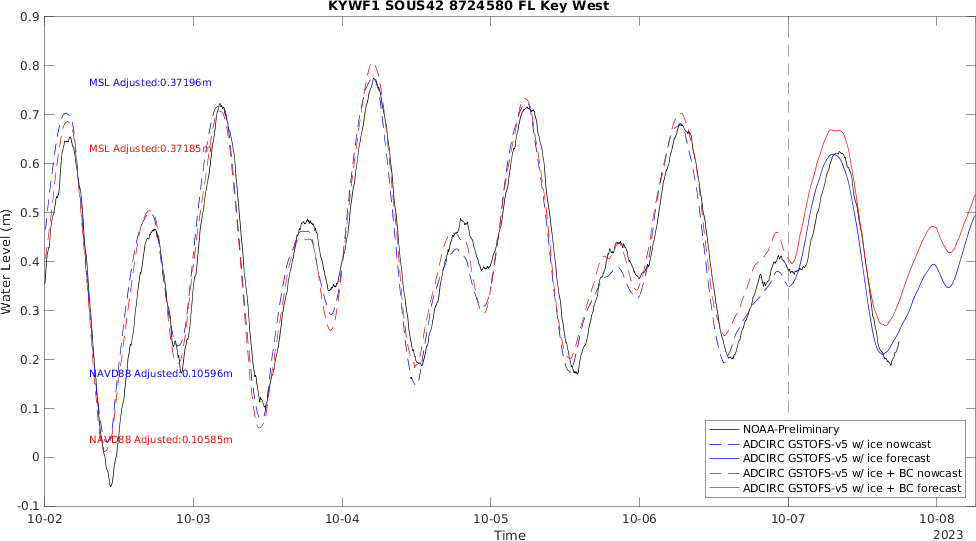 KYWF1 SOUS42 8724580 FL Key West
0.9
0.8
0.7
0.6
0.5
0.4
0.3
0.2
0.1
0
-0.1
Water Level (m)
MSL Adjusted:0.37196m
MSL Adjusted:0.37185m
NAVD88 Adjusted:0.10596m
NAVD88 Adjusted:0.10585m
NOAA-Preliminary
ADCIRC GSTOFS-v5 w/ ice nowcast
ADCIRC GSTOFS-v5 w/ ice forecast
ADCIRC GSTOFS-v5 w/ ice + BC nowcast
ADCIRC GSTOFS-v5 w/ ice + BC forecast
10-02 10-03 10-04 10-05 10-06 10-07 10-08
Time
2023